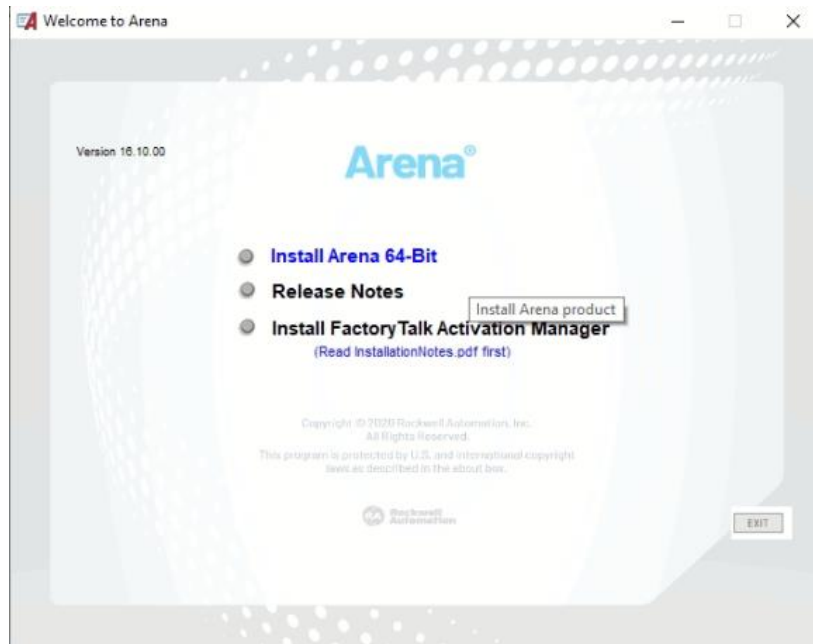 Welcome to Arena
Version 16.10.00
Arena®
Install Arena 64-Bit
Release Notes
Install Arena product
Install FactoryTalk Activation Manager
(Read InstallationNotes.pdf first)
Copyright © 2020 Rockwell Automation, Inc.
All Rights Reserved.
This program is protected by U.S. and international copyright
laws as described in the about box.
Rockwell
Automation
EXIT